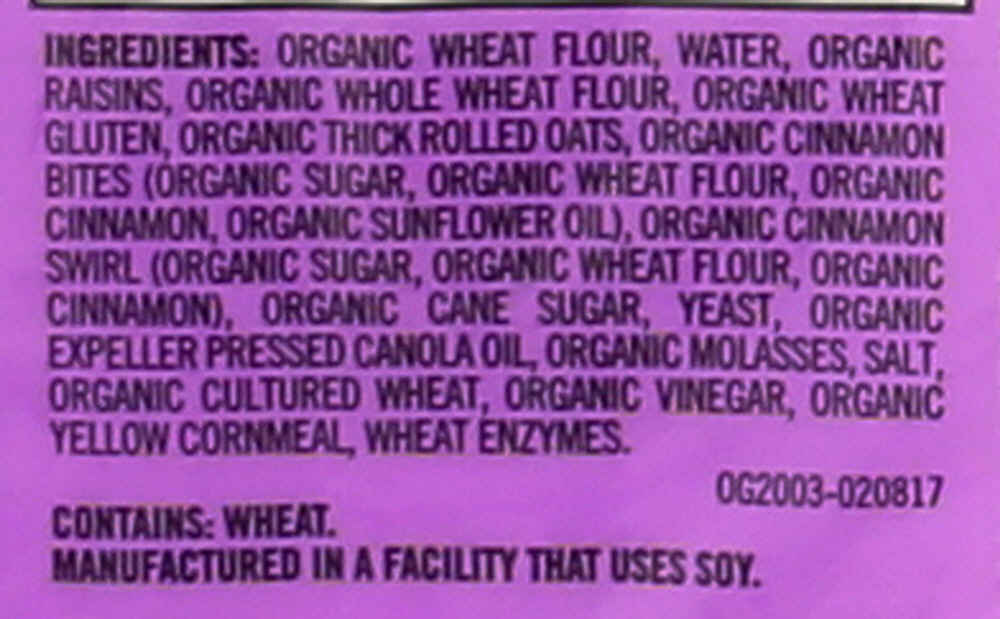 INGREDIENTS: ORGANIC WHEAT FLOUR, WATER, ORGANIC
RAISINS, ORGANIC WHOLE WHEAT FLOUR, ORGANIC WHEAT
GLUTEN, ORGANIC THICK ROLLED OATS, ORGANIC CINNAMON
BITES (ORGANIC SUGAR, ORGANIC WHEAT FLOUR, ORGANIC
CINNAMON, ORGANIC SUNFLOWER OIL), ORGANIC CINNAMON
SWIRL (ORGANIC SUGAR, ORGANIC WHEAT FLOUR, ORGANIC
CINNAMON), ORGANIC CANE SUGAR, YEAST, ORGANIC
EXPELLER PRESSED CANOLA OIL, ORGANIC MOLASSES, SALT,
ORGANIC CULTURED WHEAT, ORGANIC VINEGAR, ORGANIC
YELLOW CORNMEAL, WHEAT ENZYMES.
OG2003-020817
CONTAINS: WHEAT.
MANUFACTURED IN A FACILITY THAT USES SOY.